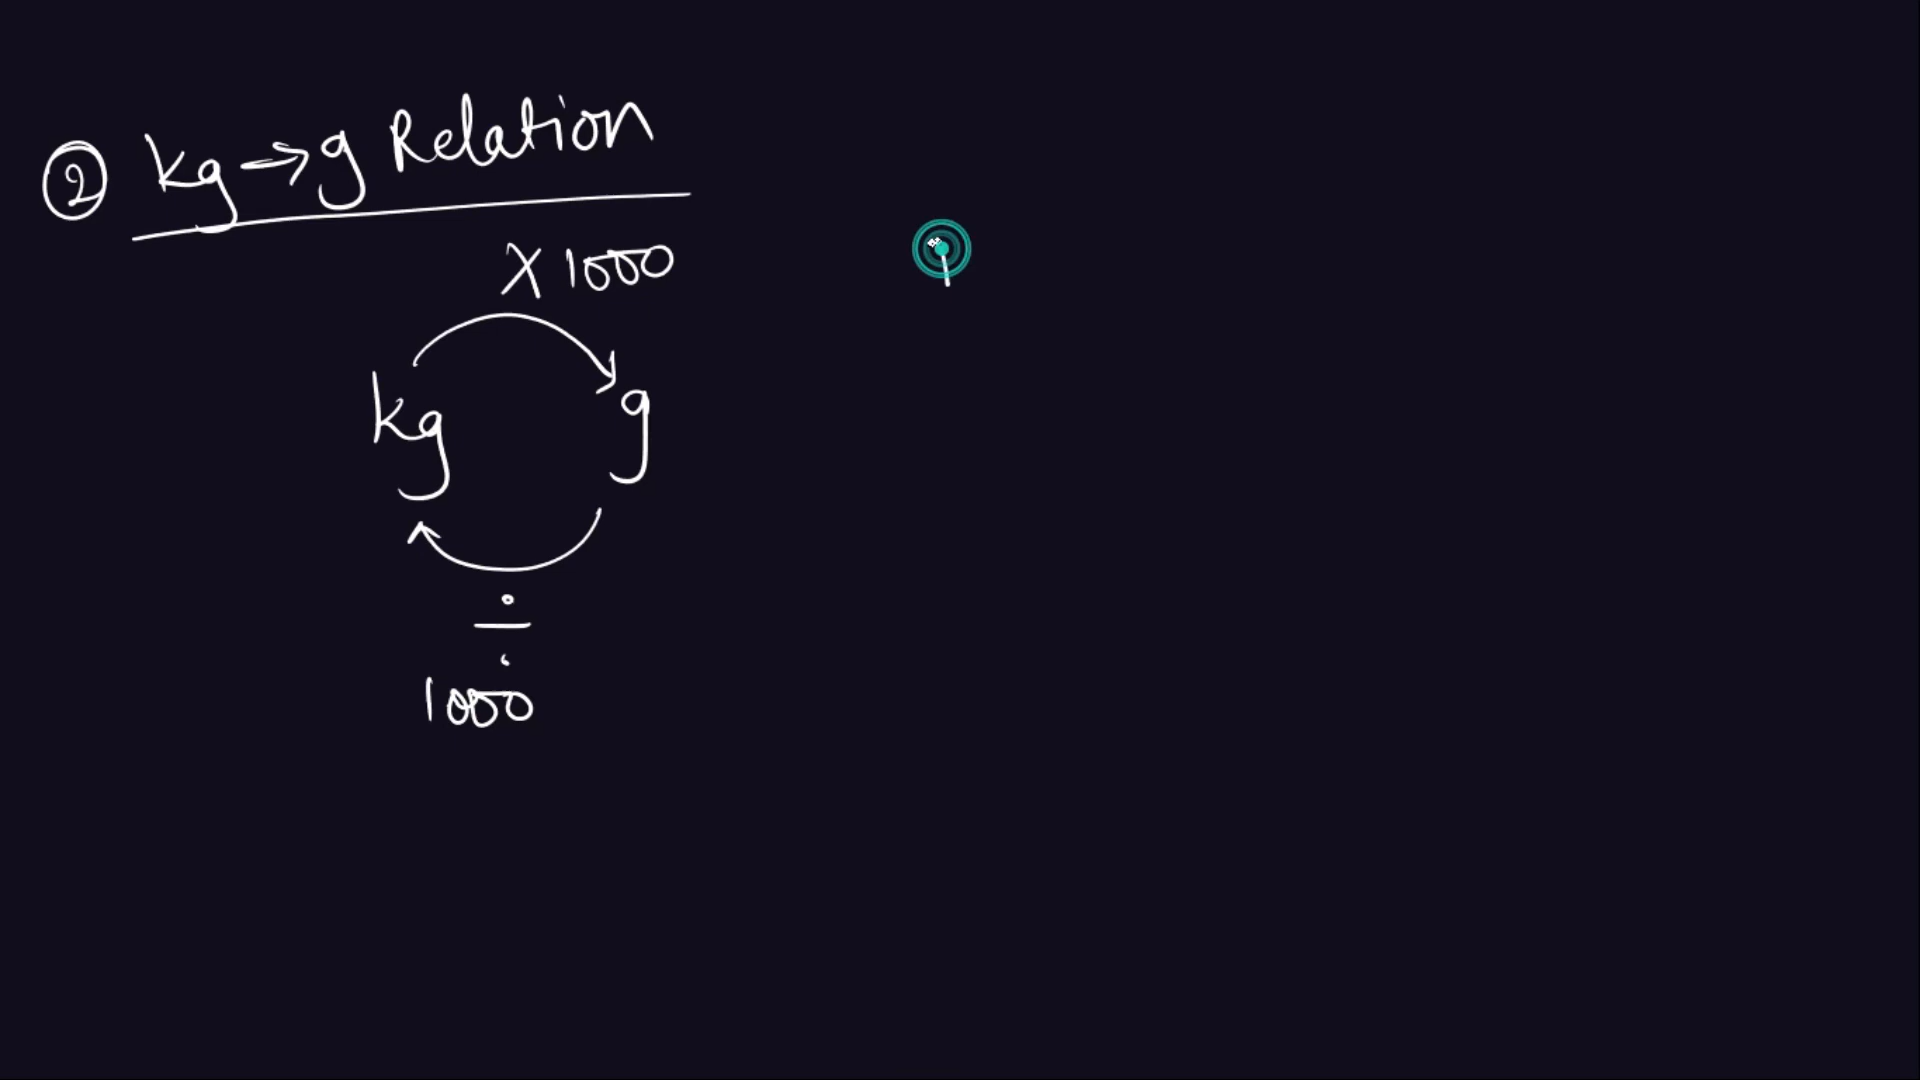 ② kg → g Relation
X 1000
kg g
÷
1000